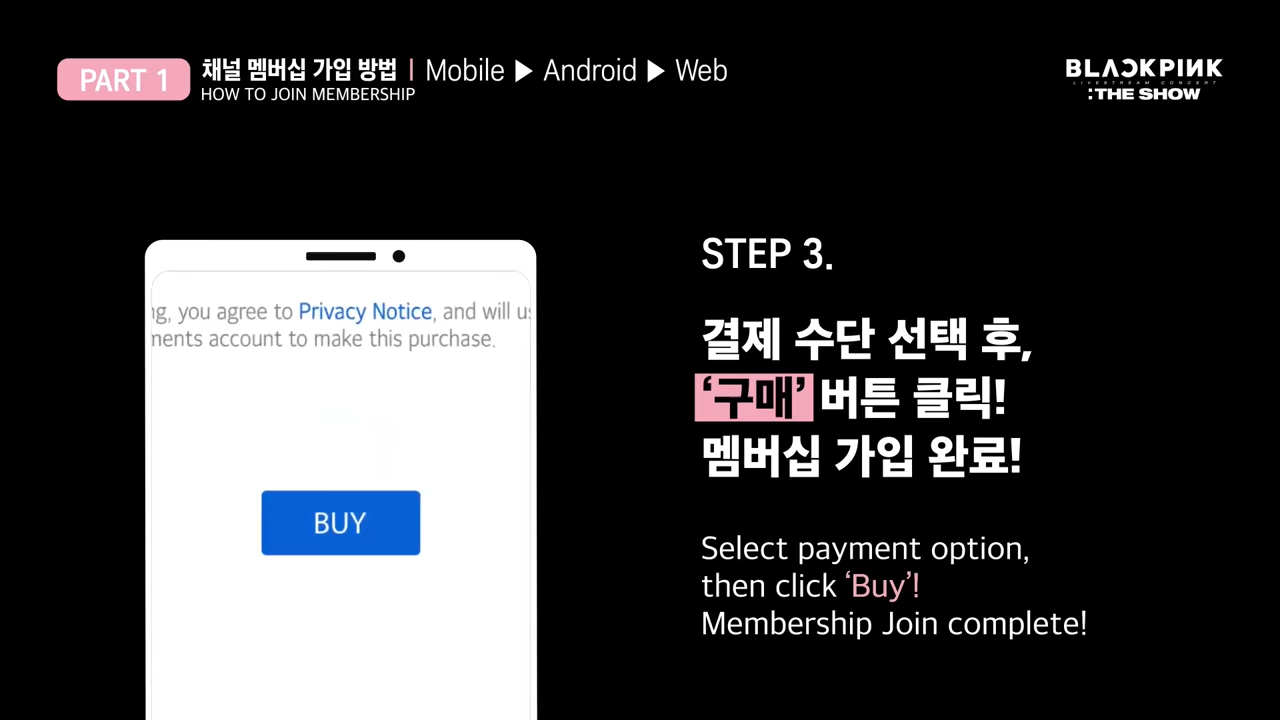 PART 1
채널 멤버십 가입 방법 | Mobile ▶ Android ▶ Web
HOW TO JOIN MEMBERSHIP
BLACKPINK
LIVESTREAM CONCERT
:THE SHOW
ng, you agree to Privacy Notice, and will us
ments account to make this purchase.
BUY
STEP 3.
결제 수단 선택 후,
‘구매’ 버튼 클릭!
멤버십 가입 완료!
Select payment option,
then click ‘Buy’!
Membership Join complete!